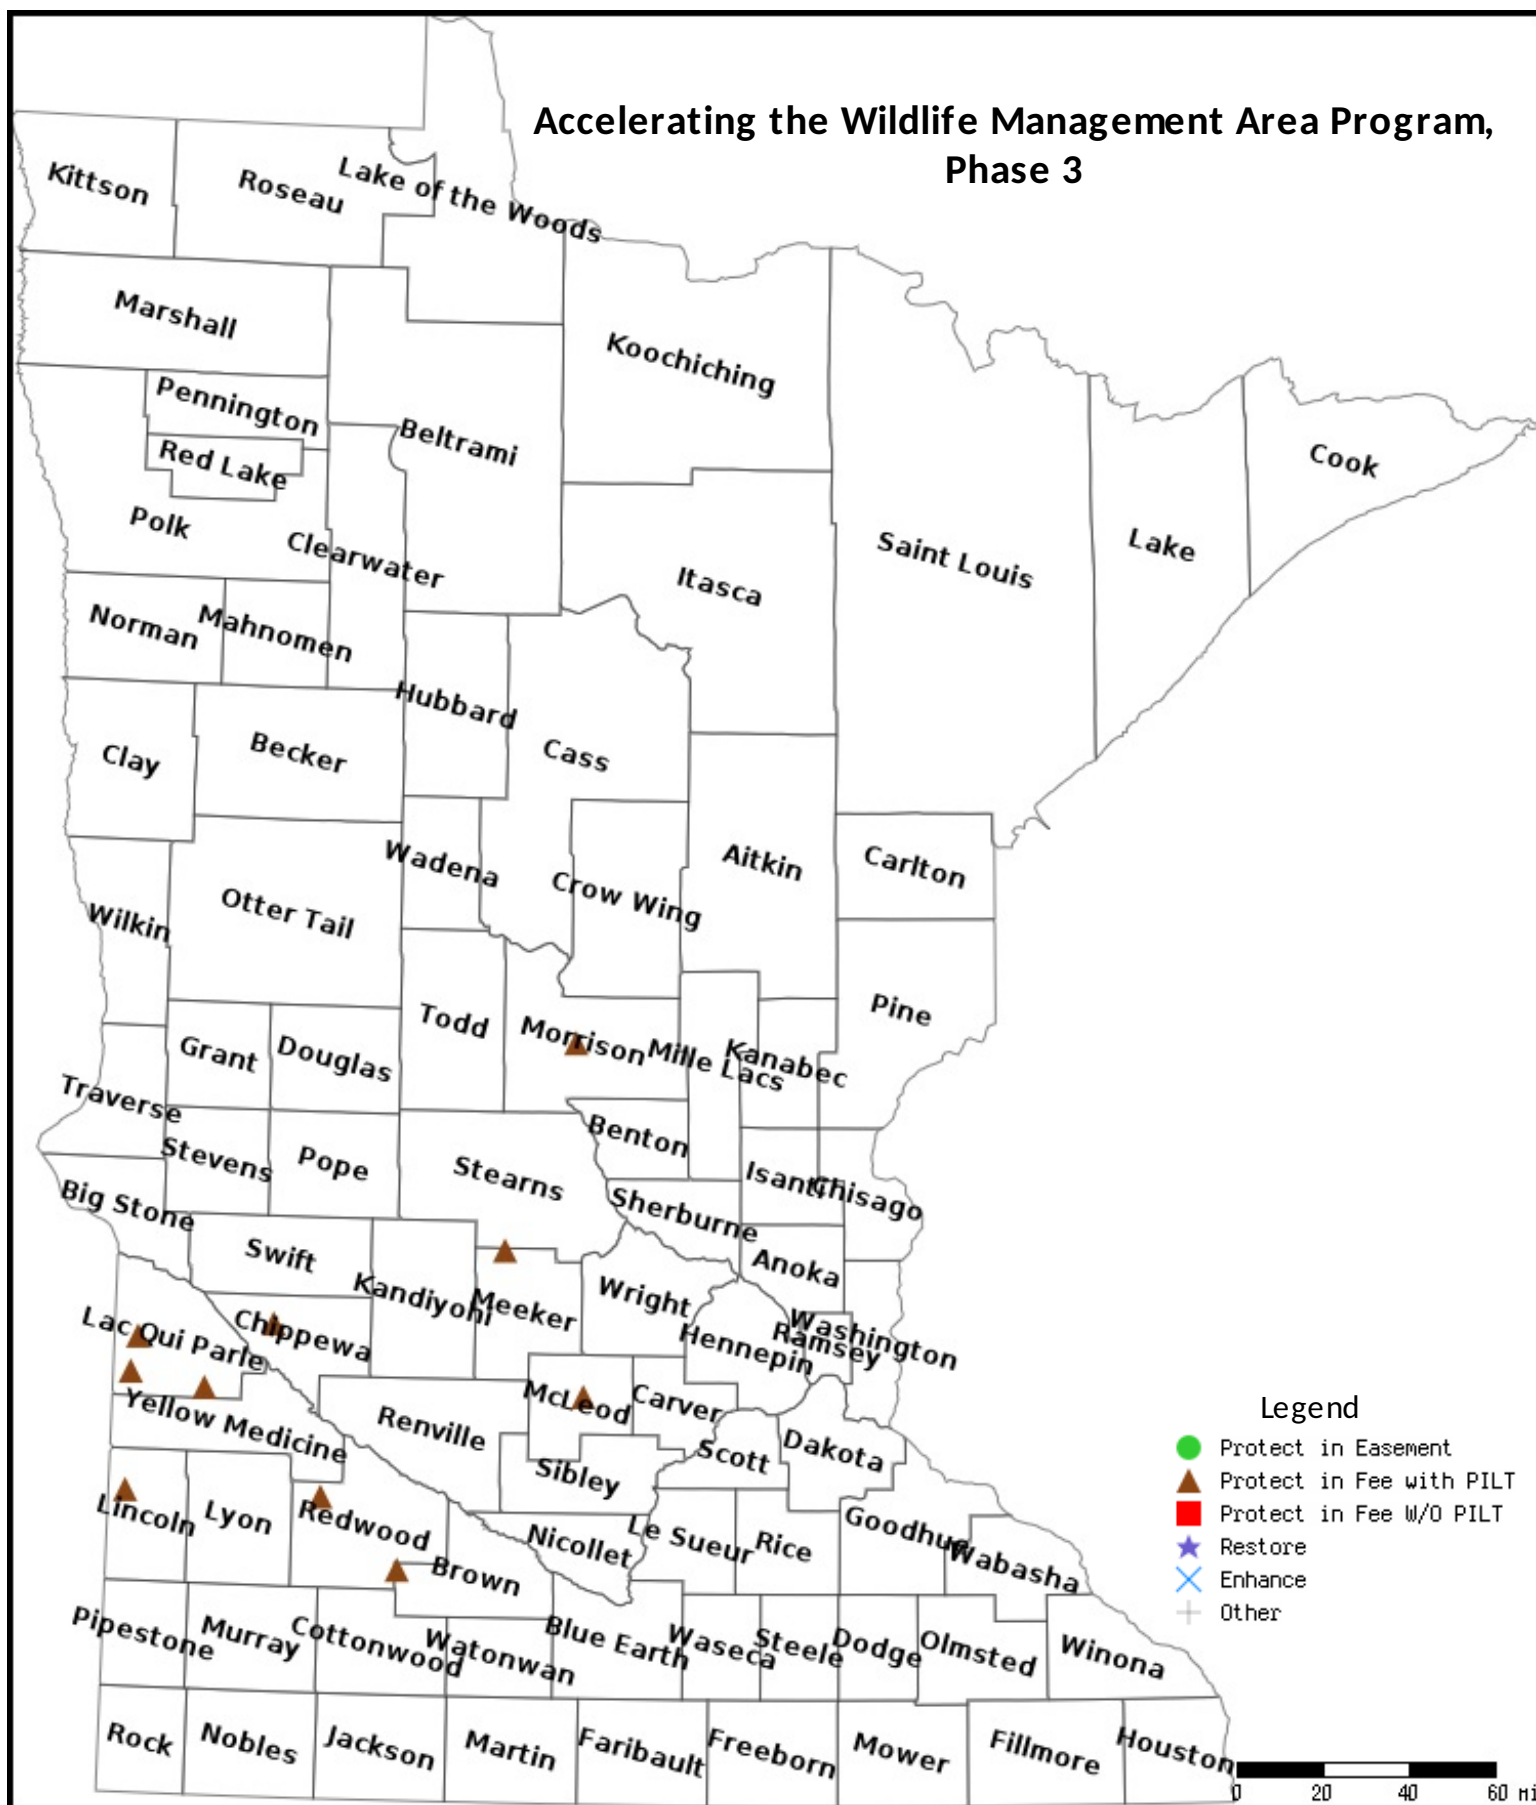 Accelerating the Wildlife Management Area Program,
Phase 3
Kittson
Roseau
Lake of the Woods
Marshall
Koochiching
Pennington
Beltrami
Red Lake
Cook
Polk
Clearwater
Saint Louis
Lake
Itasca
Norman
Mahnomen
Hubbard
Clay
Becker
Cass
Wadena
Aitkin
Carlton
Crow Wing
Otter Tail
Wilkin
Pine
Todd
Morrison
Mille Lacs
Kanabec
Grant
Douglas
Traverse
Benton
Stevens
Pope
Stearns
Isanti
Chisago
Big Stone
Sherburne
Swift
Anoka
Kandiyohi
Meeker
Wright
Lac Qui Parle
Chippewa
Hennepin
Ramsey
Washington
McLeod
Carver
Yellow Medicine
Renville
Scott
Dakota
Sibley
Lincoln
Lyon
Redwood
Nicollet
Le Sueur
Rice
Goodhue
Wabasha
Brown
Pipestone
Murray
Cottonwood
Watonwan
Blue Earth
Waseca
Steele
Dodge
Olmsted
Winona
Rock
Nobles
Jackson
Martin
Faribault
Freeborn
Mower
Fillmore
Houston
Legend
Protect in Easement
Protect in Fee with PILT
Protect in Fee W/O PILT
Restore
Enhance
Other
0 20 40 60 Mi